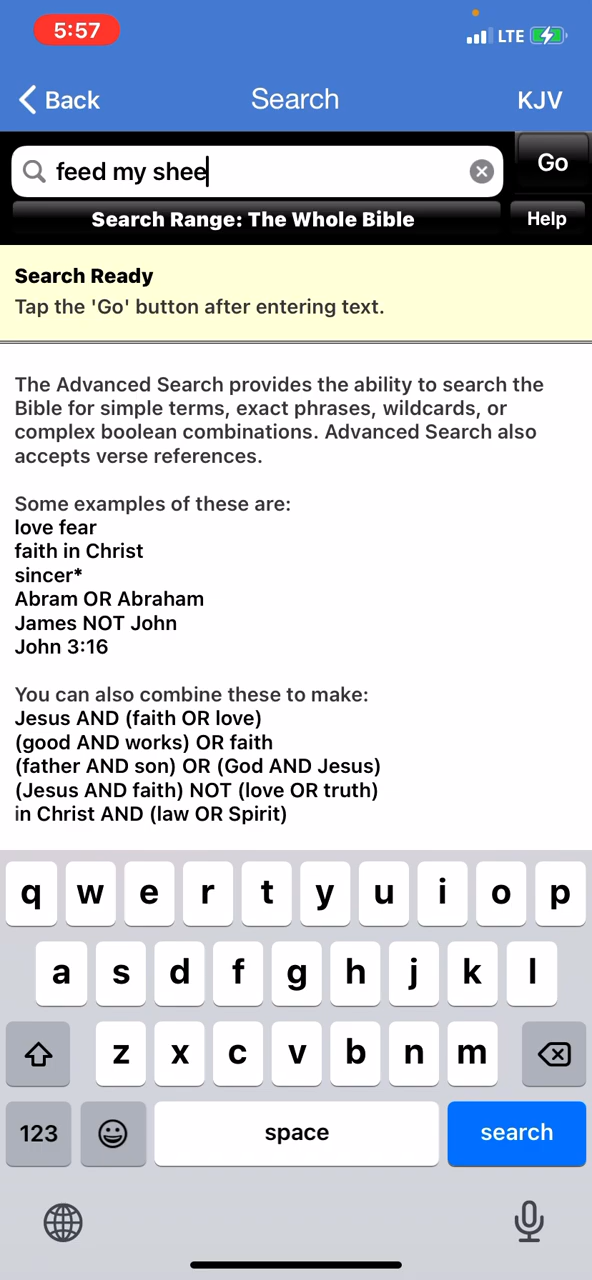 5:57
LTE
Back
Search
KJV
feed my shee
Go
Search Range: The Whole Bible
Help
Search Ready
Tap the 'Go' button after entering text.
The Advanced Search provides the ability to search the
Bible for simple terms, exact phrases, wildcards, or
complex boolean combinations. Advanced Search also
accepts verse references.
Some examples of these are:
love fear
faith in Christ
sincer*
Abram OR Abraham
James NOT John
John 3:16
You can also combine these to make:
Jesus AND (faith OR love)
(good AND works) OR faith
(father AND son) OR (God AND Jesus)
(Jesus AND faith) NOT (love OR truth)
in Christ AND (law OR Spirit)
q w e r t y u i o p
a s d f g h j k l
z x c v b n m
123
space
search